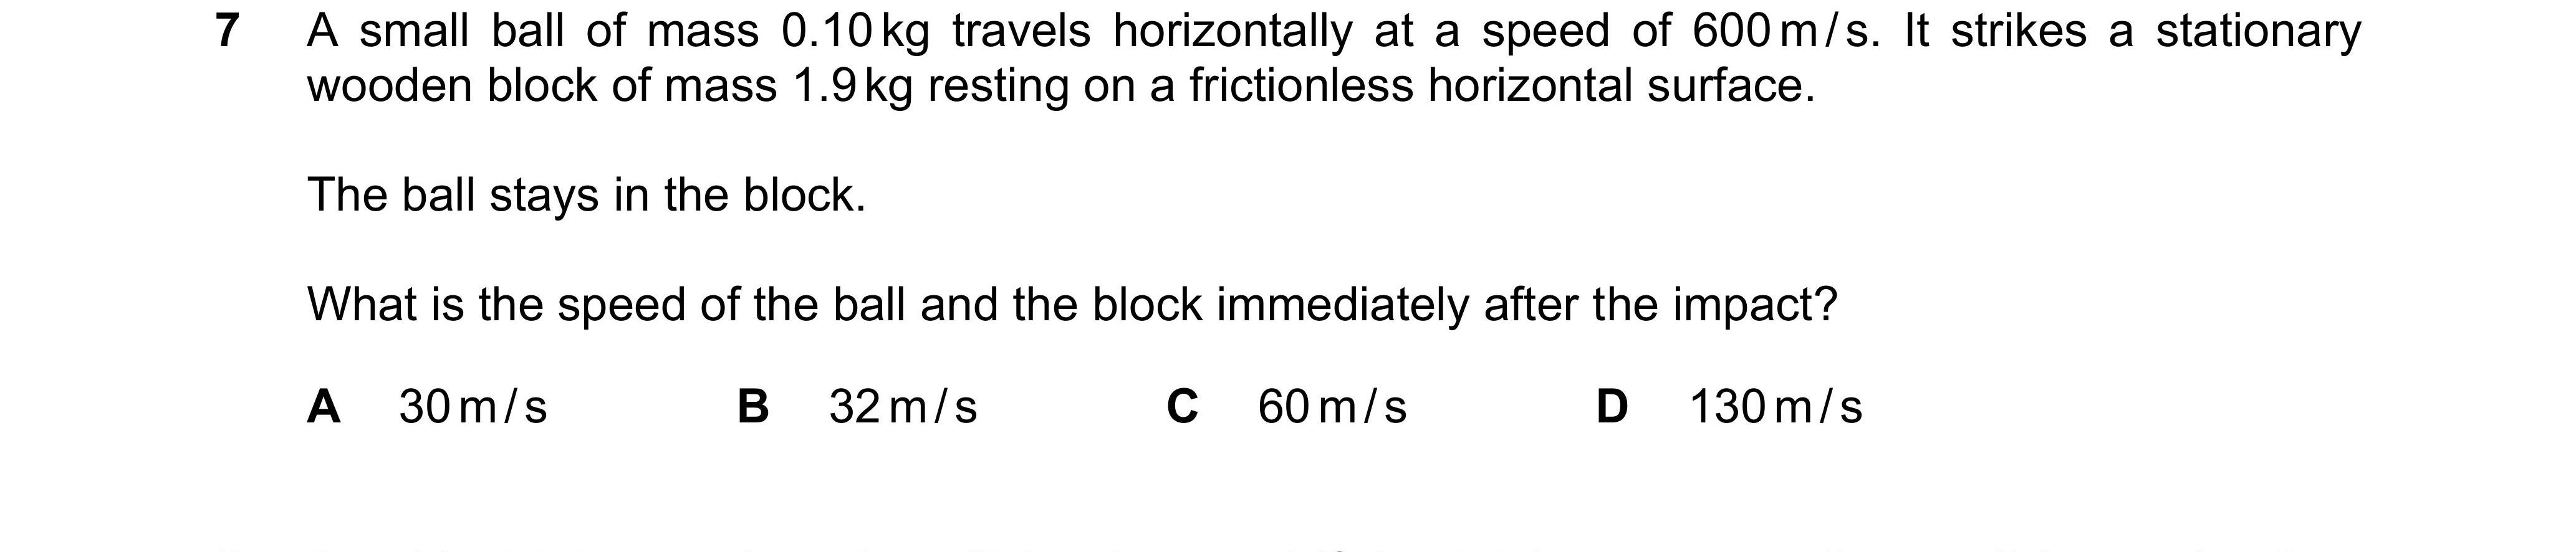 7 A small ball of mass 0.10 kg travels horizontally at a speed of 600 m/s. It strikes a stationary
wooden block of mass 1.9 kg resting on a frictionless horizontal surface.
The ball stays in the block.
What is the speed of the ball and the block immediately after the impact?
A 30 m/s B 32 m/s C 60 m/s D 130 m/s